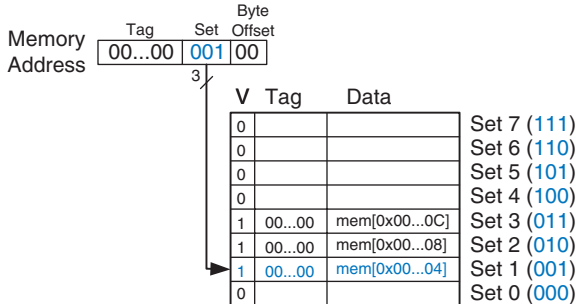 Byte
Tag Set Offset
Memory Address 00...00 001 00
3
V Tag Data
0 Set 7 (111)
0 Set 6 (110)
0 Set 5 (101)
0 Set 4 (100)
1 00...00 mem[0x00...0C] Set 3 (011)
1 00...00 mem[0x00...08] Set 2 (010)
1 00...00 mem[0x00...04] Set 1 (001)
0 Set 0 (000)